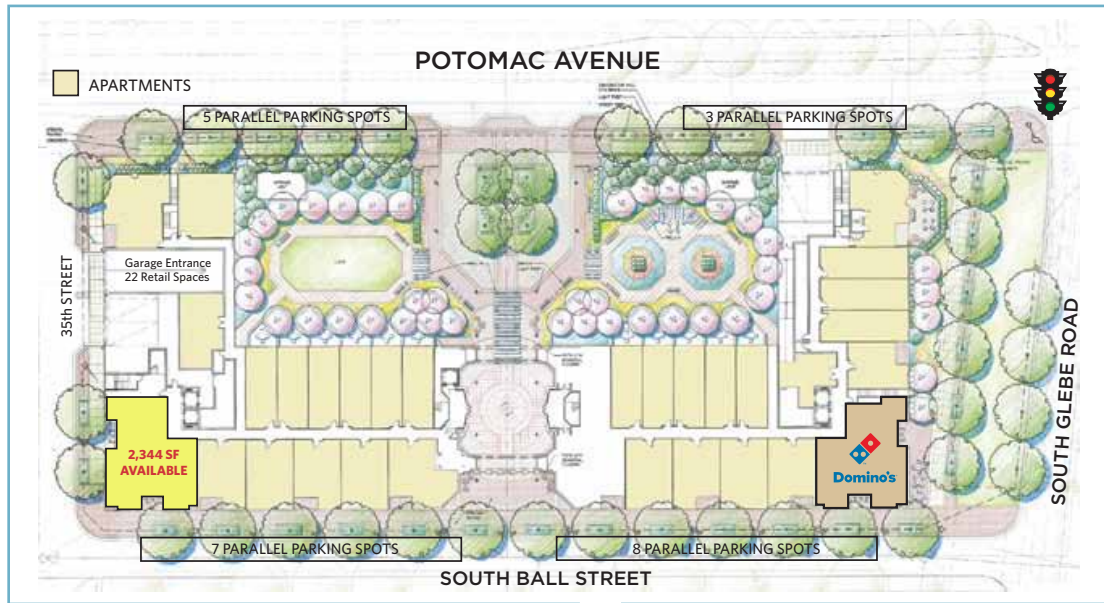 POTOMAC AVENUE
APARTMENTS
5 PARALLEL PARKING SPOTS
3 PARALLEL PARKING SPOTS
Garage Entrance
22 Retail Spaces
35th STREET
SOUTH GLEBE ROAD
2,344 SF
AVAILABLE
Domino's
7 PARALLEL PARKING SPOTS
8 PARALLEL PARKING SPOTS
SOUTH BALL STREET